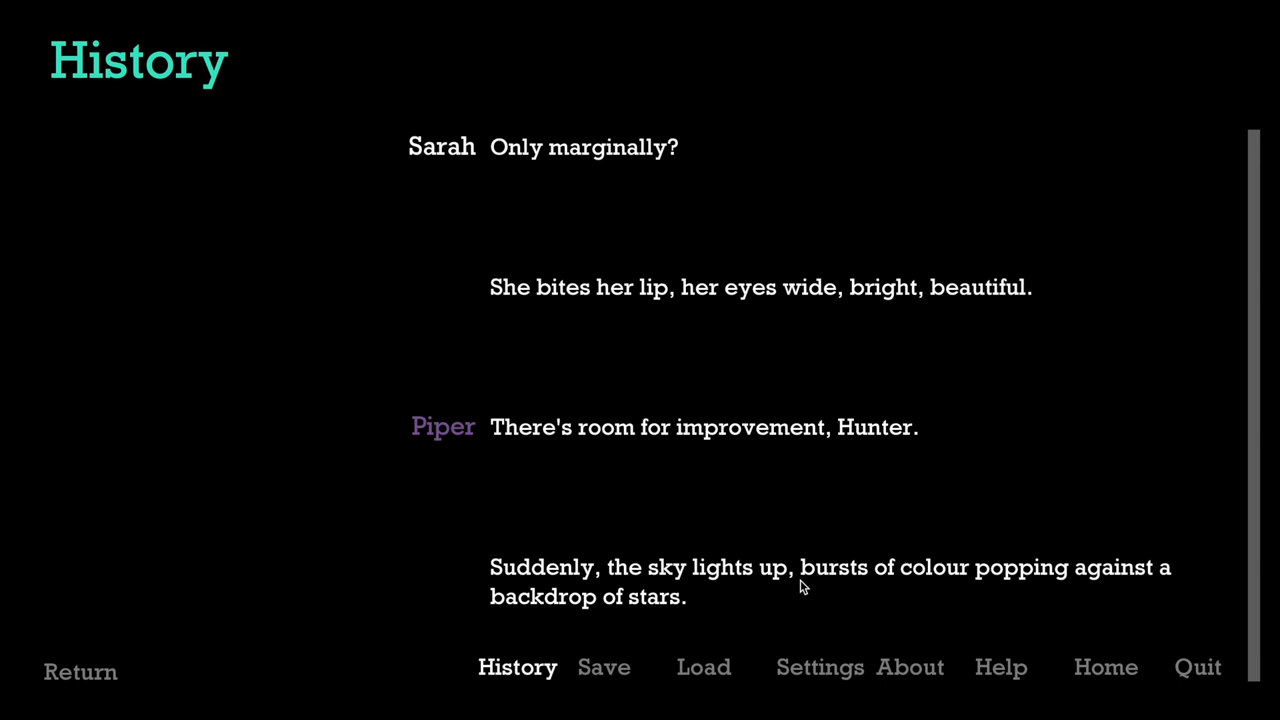 History
Sarah Only marginally?
She bites her lip, her eyes wide, bright, beautiful.
Piper There's room for improvement, Hunter.
Suddenly, the sky lights up, bursts of colour popping against a
backdrop of stars.
Return History Save Load Settings About Help Home Quit